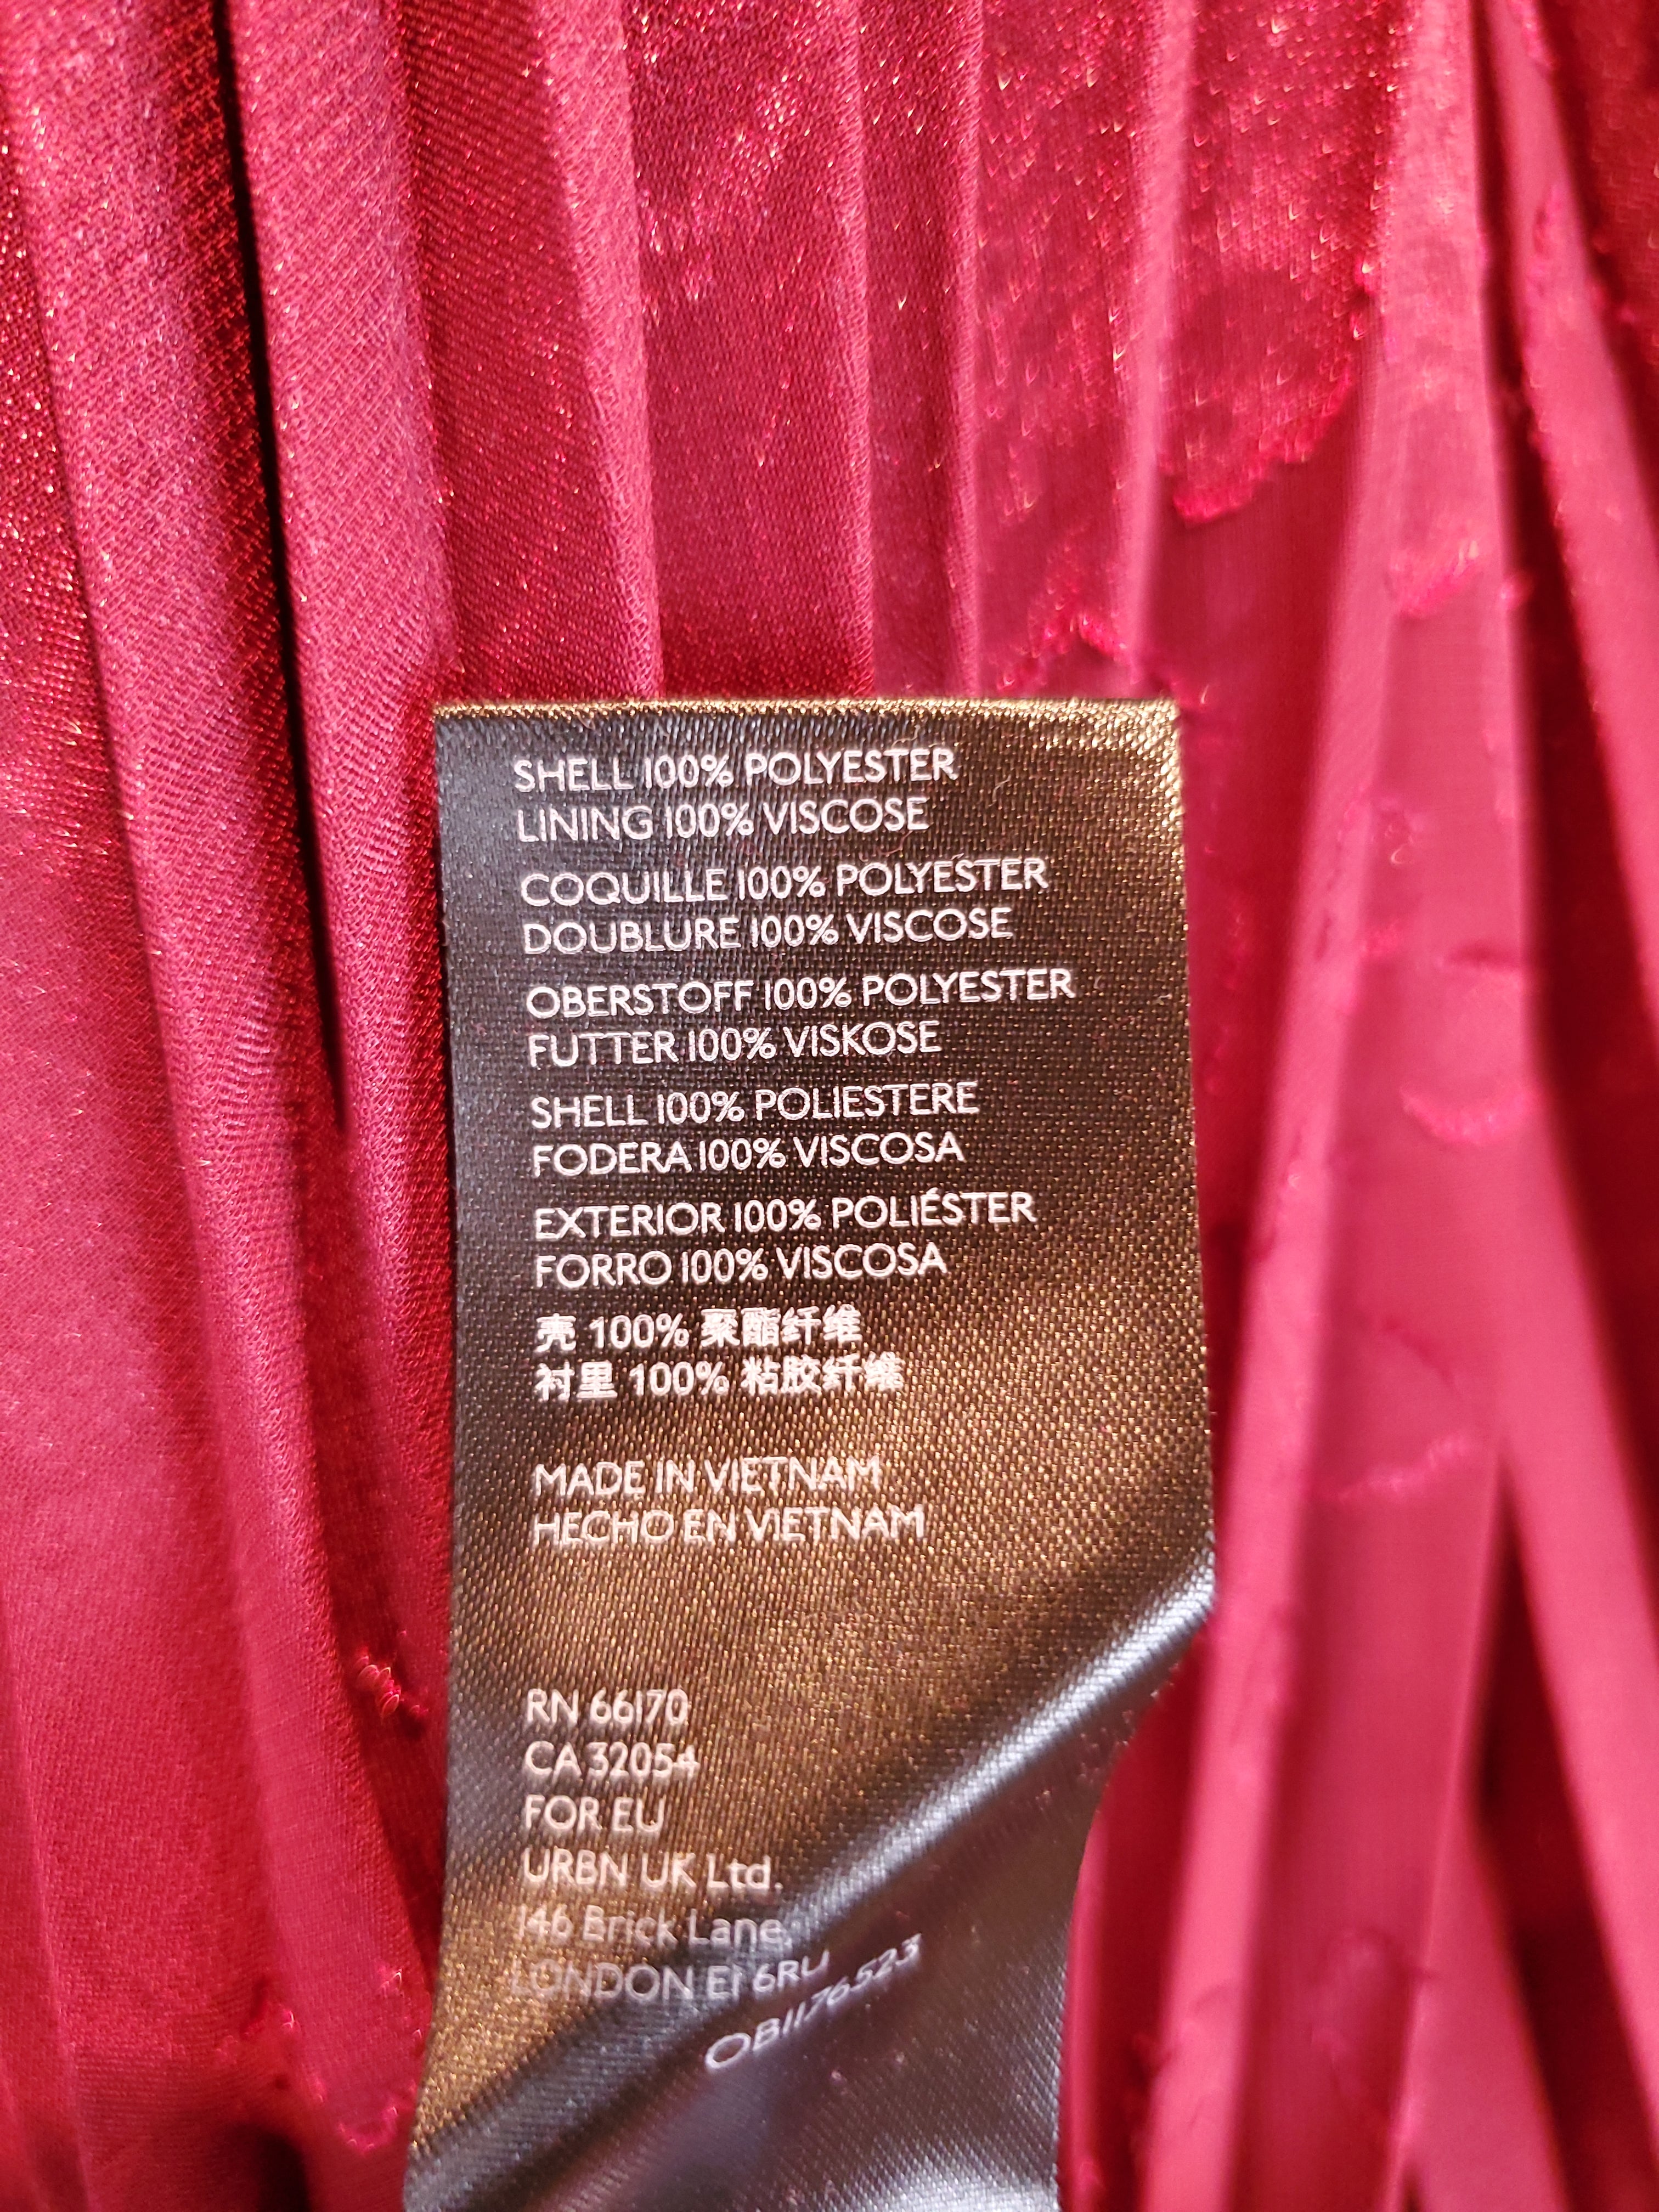 SHELL 100% POLYESTER
LINING 100% VISCOSE
COQUILLE 100% POLYESTER
DOUBLURE 100% VISCOSE
OBERSTOFF 100% POLYESTER
FUTTER 100% VISKOSE
SHELL 100% POLIESTERE
FODERA 100% VISCOSA
EXTERIOR 100% POLIÉSTER
FORRO 100% VISCOSA
壳 100% 聚酯纤维
衬里 100% 粘胶纤维
MADE IN VIETNAM
HECHO EN VIETNAM
RN 66170
CA 32054
FOR EU
URBN UK Ltd.
146 Brick Lane,
LONDON E1 6RU
OB1176523